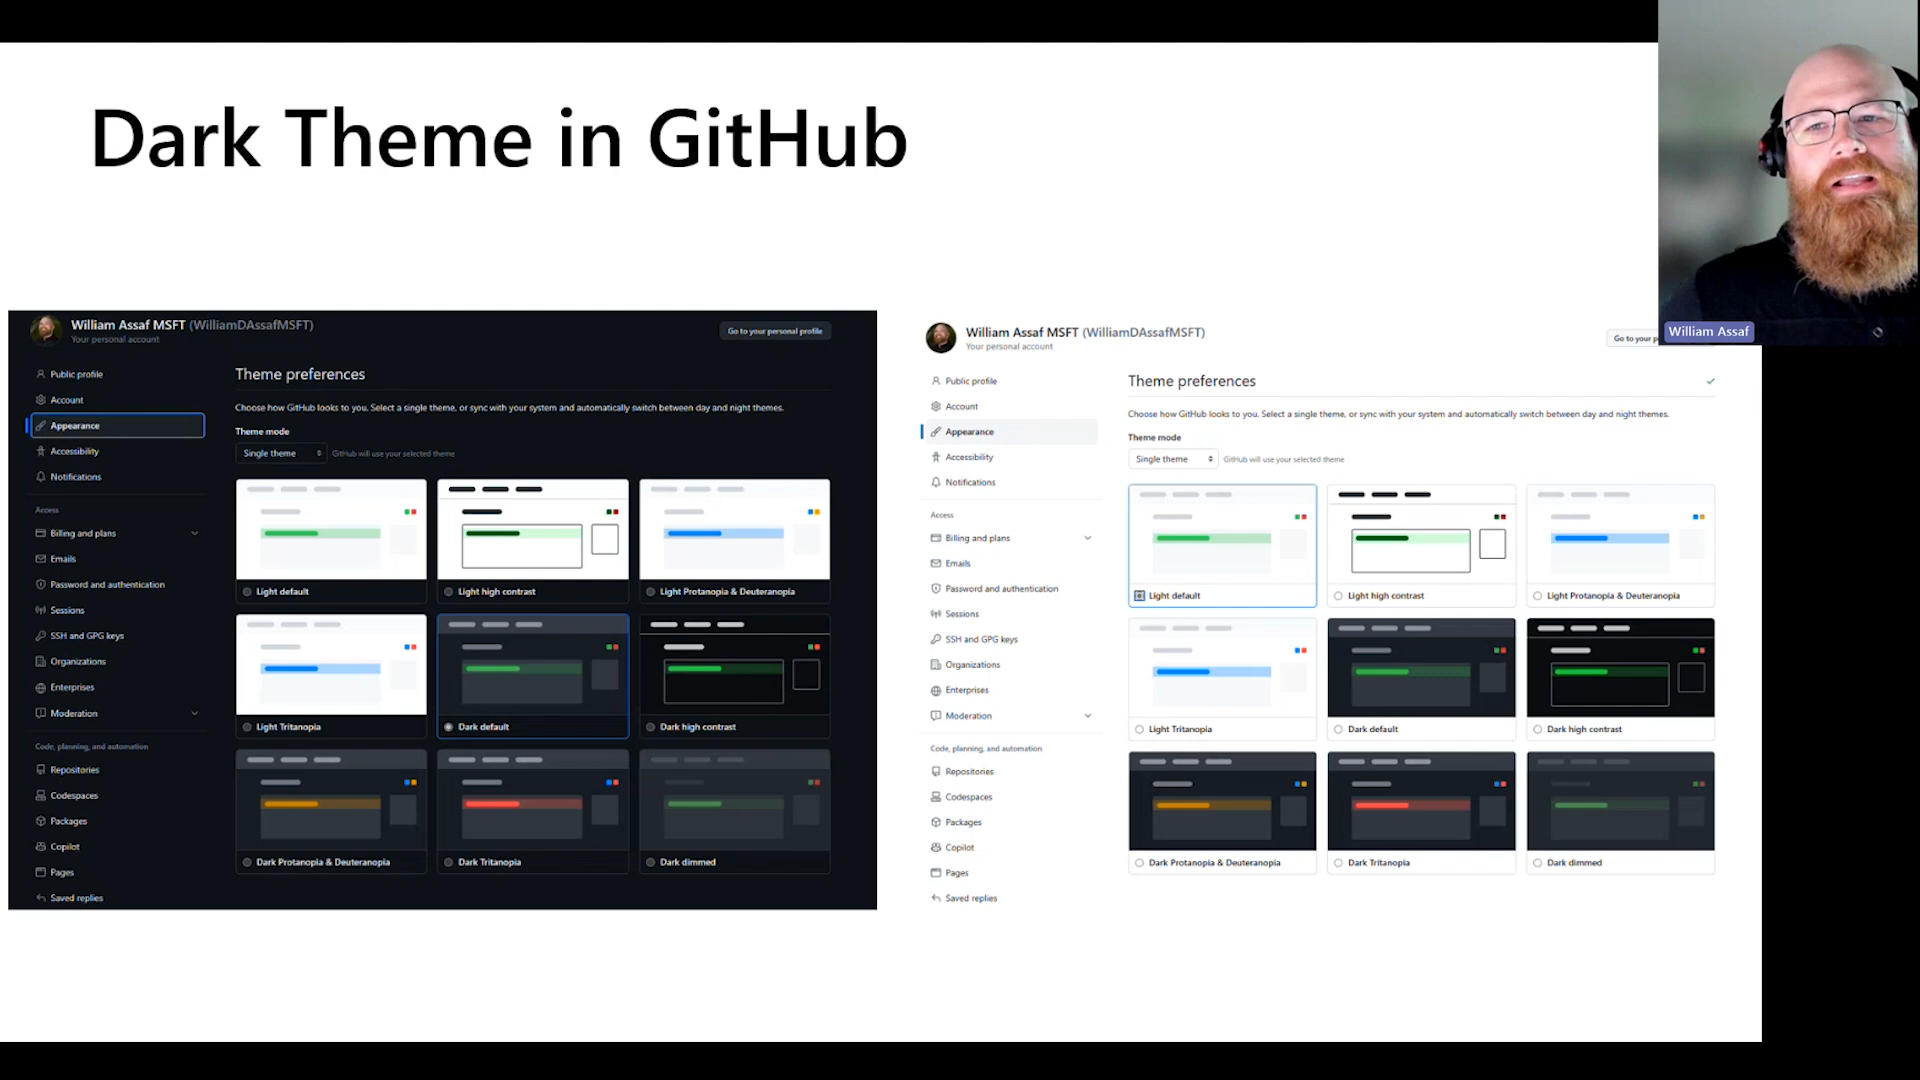 Dark Theme in GitHub
William Assaf
William Assaf MSFT (WilliamDAssafMSFT)
Your personal account
Go to your personal profile
Public profile
Account
Appearance
Accessibility
Notifications
Access
Billing and plans
Emails
Password and authentication
Sessions
SSH and GPG keys
Organizations
Enterprises
Moderation
Code, planning, and automation
Repositories
Codespaces
Packages
Copilot
Pages
Saved replies
Theme preferences
Choose how GitHub looks to you. Select a single theme, or sync with your system and automatically switch between day and night themes.
Theme mode
Single theme GitHub will use your selected theme
Light default
Light high contrast
Light Protanopia & Deuteranopia
Light Tritanopia
Dark default
Dark high contrast
Dark Protanopia & Deuteranopia
Dark Tritanopia
Dark dimmed
William Assaf MSFT (WilliamDAssafMSFT)
Your personal account
Go to your p
Public profile
Account
Appearance
Accessibility
Notifications
Access
Billing and plans
Emails
Password and authentication
Sessions
SSH and GPG keys
Organizations
Enterprises
Moderation
Code, planning, and automation
Repositories
Codespaces
Packages
Copilot
Pages
Saved replies
Theme preferences
Choose how GitHub looks to you. Select a single theme, or sync with your system and automatically switch between day and night themes.
Theme mode
Single theme GitHub will use your selected theme
Light default
Light high contrast
Light Protanopia & Deuteranopia
Light Tritanopia
Dark default
Dark high contrast
Dark Protanopia & Deuteranopia
Dark Tritanopia
Dark dimmed